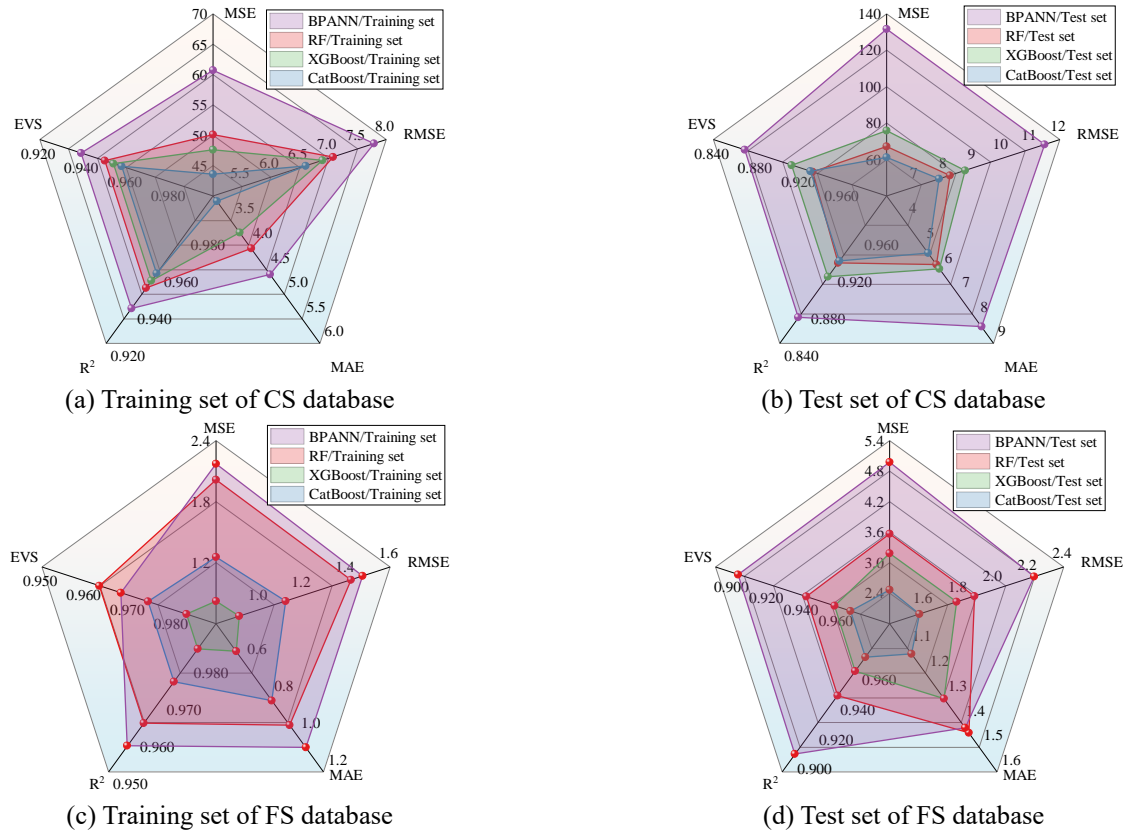 MSE
70
65
60
55
50
45
BPANN/Training set
RF/Training set
XGBoost/Training set
CatBoost/Training set
RMSE
8.0
7.5
7.0
6.5
6.0
5.5
MAE
6.0
5.5
5.0
4.5
4.0
3.5
R²
0.920
0.940
0.960
0.980
EVS
0.920
0.940
0.960
0.980
(a) Training set of CS database
MSE
140
120
100
80
60
BPANN/Test set
RF/Test set
XGBoost/Test set
CatBoost/Test set
RMSE
12
11
10
9
8
7
MAE
9
8
7
6
5
4
R²
0.840
0.880
0.920
0.960
EVS
0.840
0.880
0.920
0.960
(b) Test set of CS database
MSE
2.4
1.8
1.2
BPANN/Training set
RF/Training set
XGBoost/Training set
CatBoost/Training set
RMSE
1.6
1.4
1.2
1.0
MAE
1.2
1.0
0.8
0.6
R²
0.950
0.960
0.970
0.980
EVS
0.950
0.960
0.970
0.980
(c) Training set of FS database
MSE
5.4
4.8
4.2
3.6
3.0
2.4
BPANN/Test set
RF/Test set
XGBoost/Test set
CatBoost/Test set
RMSE
2.4
2.2
2.0
1.8
1.6
MAE
1.6
1.5
1.4
1.3
1.2
1.1
R²
0.900
0.920
0.940
0.960
EVS
0.900
0.920
0.940
0.960
(d) Test set of FS database